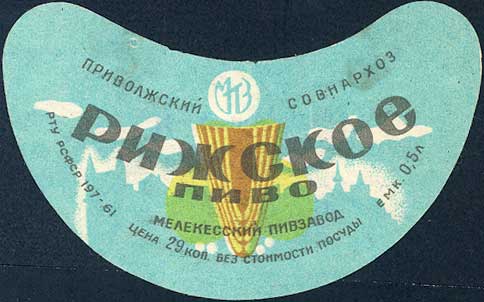 ПРИВОЛЖСКИЙ СОВНАРХОЗ
МПЗ
РИЖСКОЕ
ПИВО
МЕЛЕКЕССКИЙ ПИВЗАВОД
ЦЕНА 29 КОП. БЕЗ СТОИМОСТИ ПОСУДЫ
РТУ РСФСР 197-61
ЕМК. 0,5Л